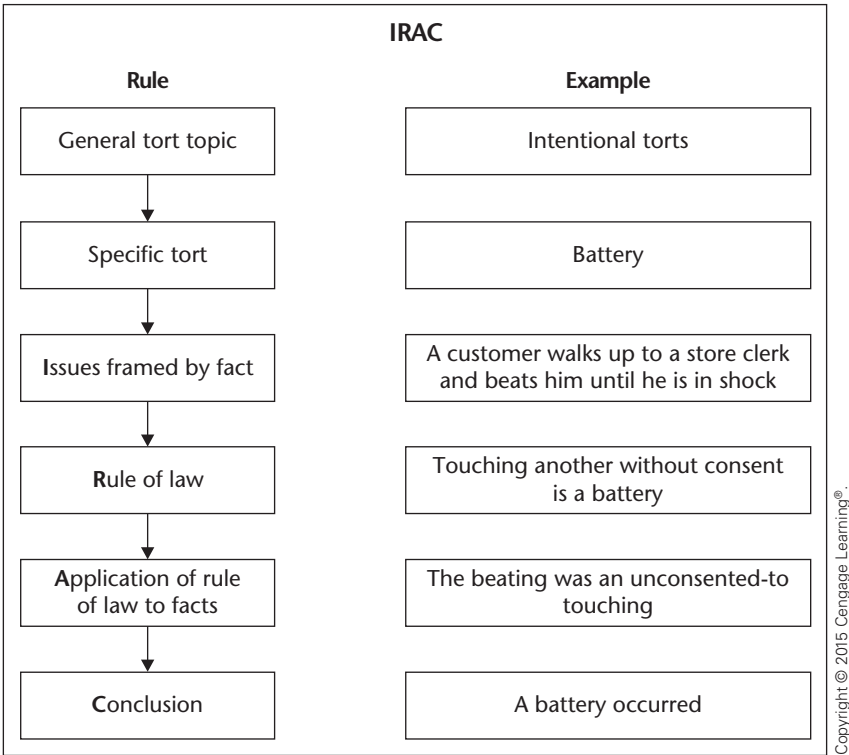 IRAC
Rule
Example
General tort topic
Intentional torts
Specific tort
Battery
Issues framed by fact
A customer walks up to a store clerk
and beats him until he is in shock
Rule of law
Touching another without consent
is a battery
Application of rule
of law to facts
The beating was an unconsented-to
touching
Conclusion
A battery occurred
Copyright © 2015 Cengage Learning®.